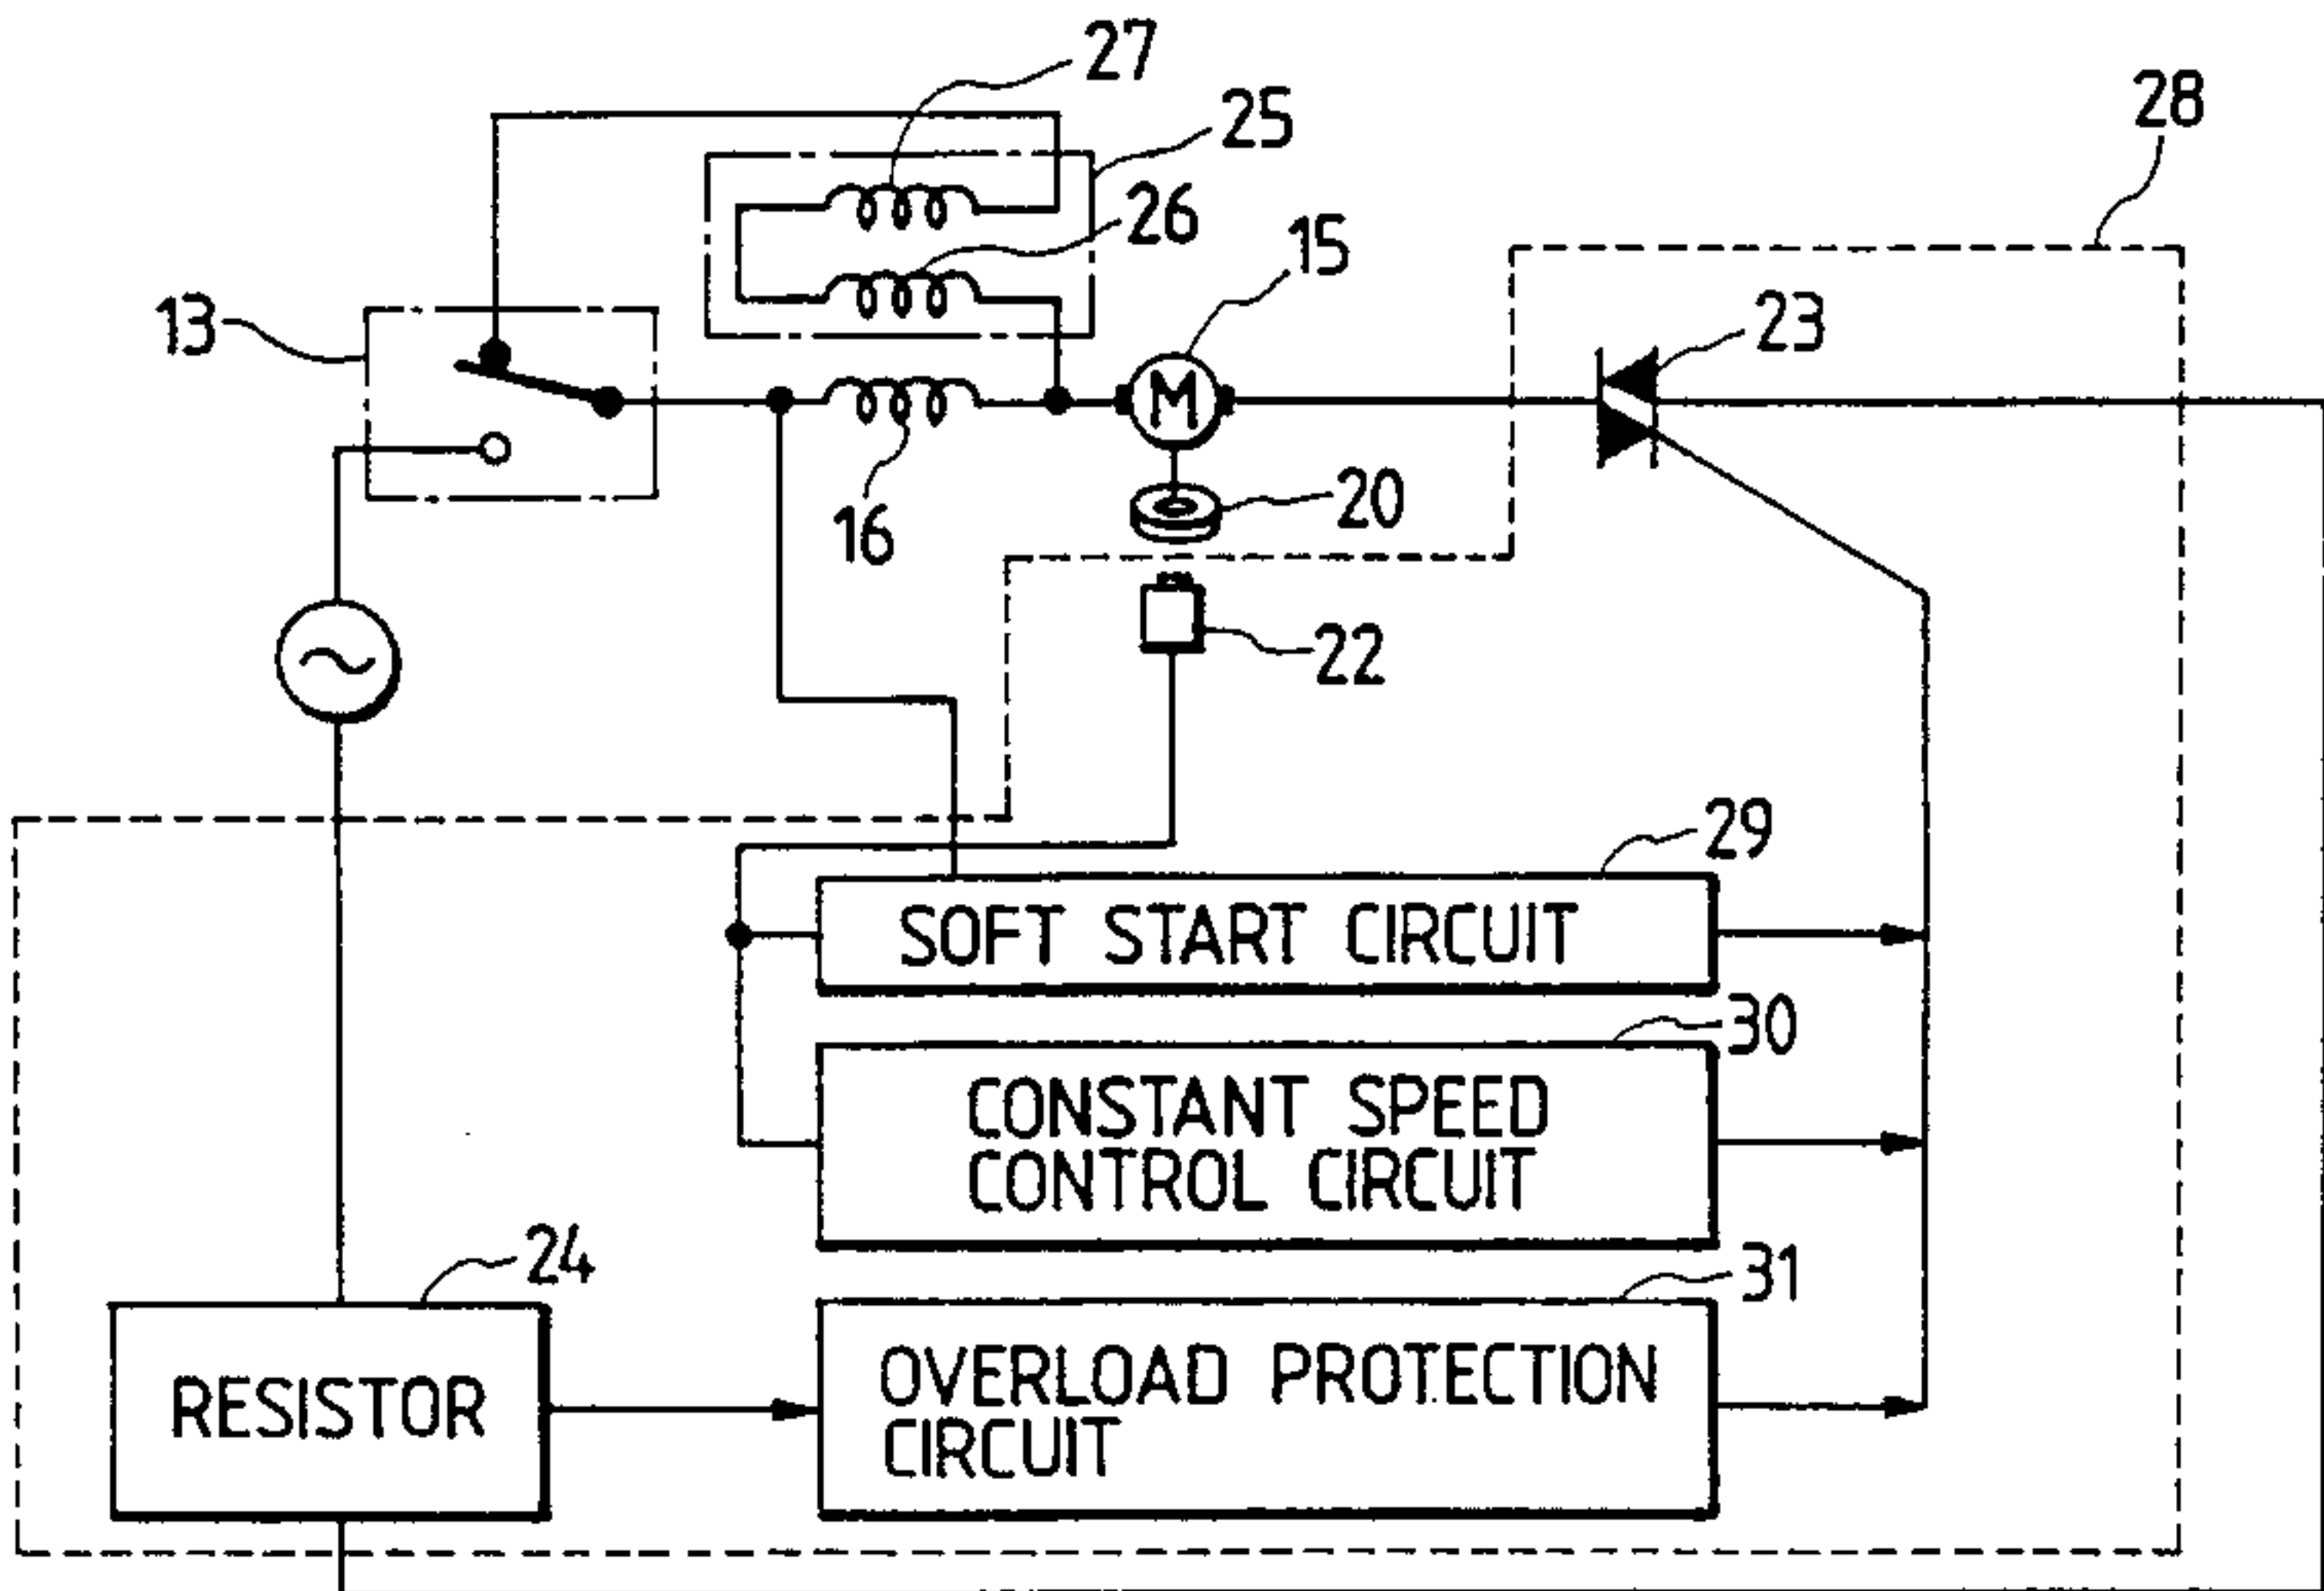 27
25
28
26
15
13
23
M
16
20
22
29
SOFT START CIRCUIT
30
CONSTANT SPEED
CONTROL CIRCUIT
24
31
RESISTOR
OVERLOAD PROTECTION
CIRCUIT